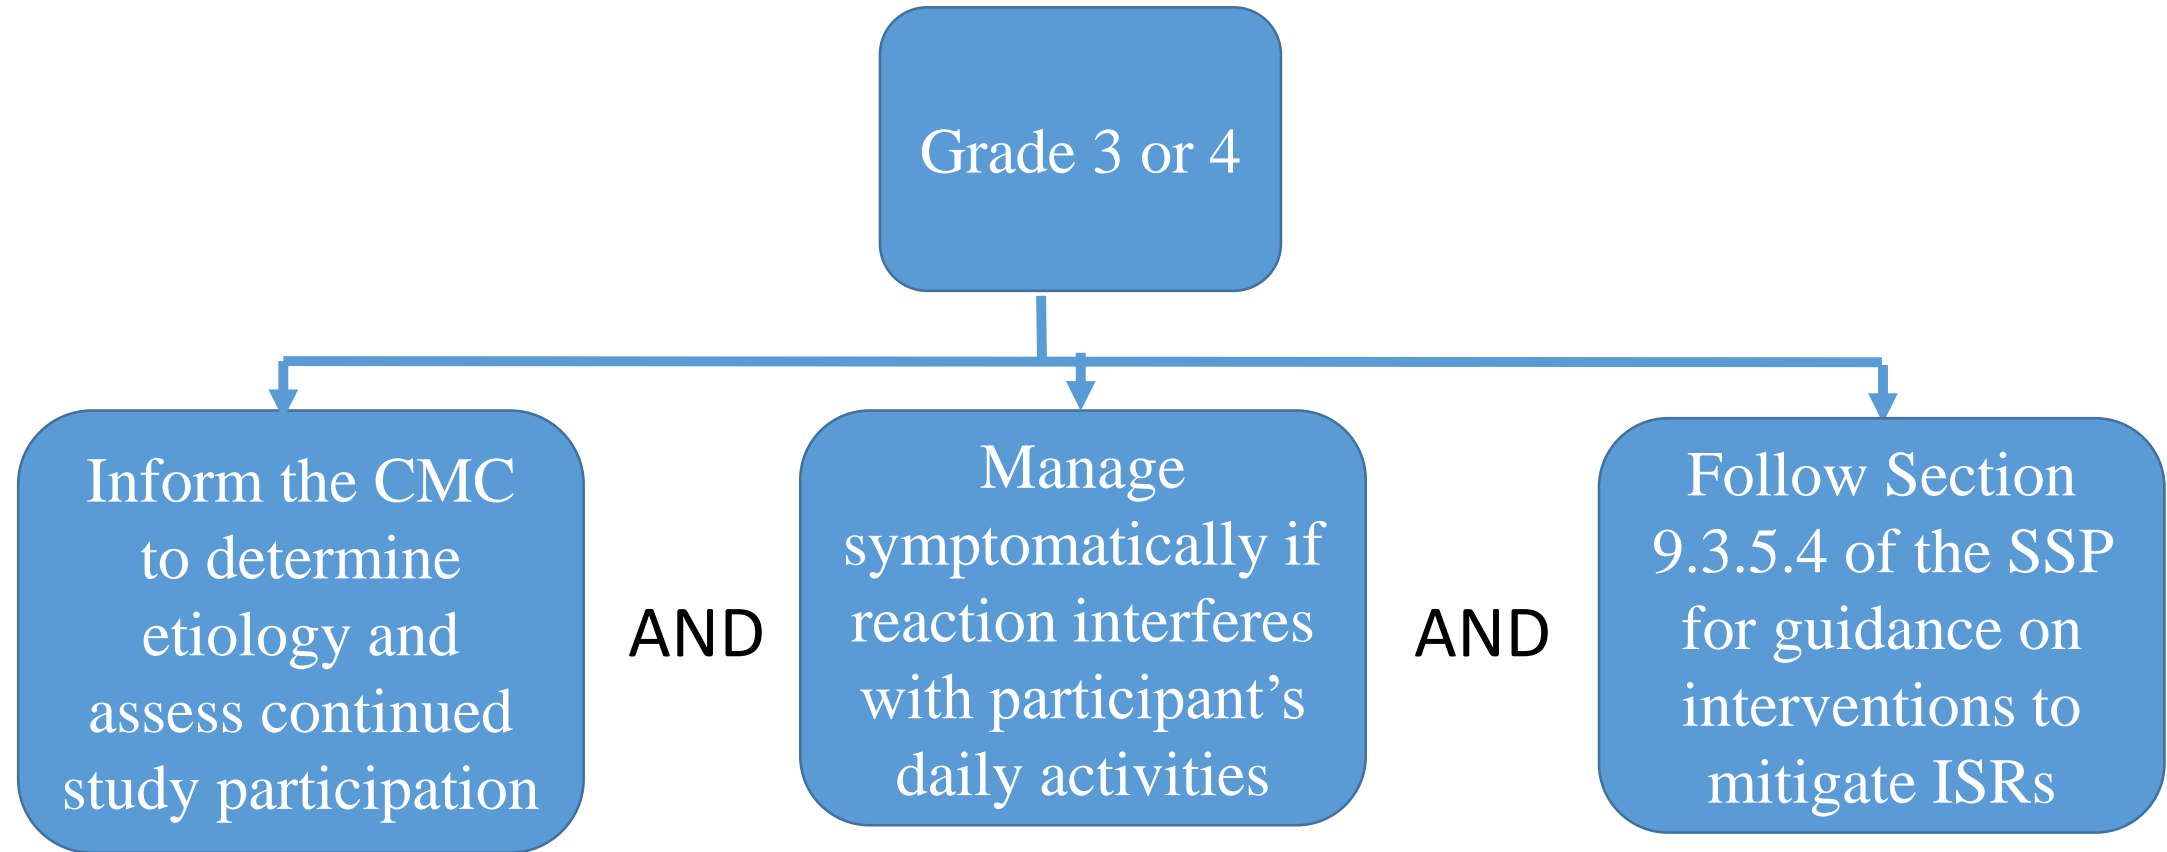 Grade 3 or 4
Inform the CMC
to determine
etiology and
assess continued
study participation
AND
Manage
symptomatically if
reaction interferes
with participant’s
daily activities
AND
Follow Section
9.3.5.4 of the SSP
for guidance on
interventions to
mitigate ISRs